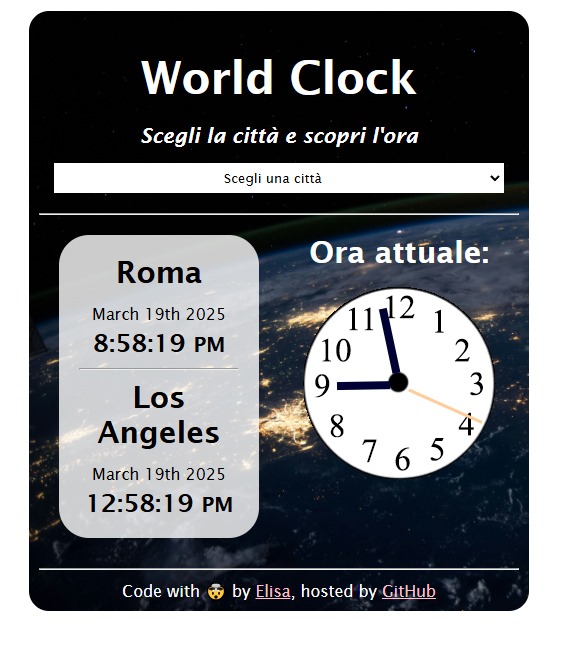 World Clock
Scegli la città e scopri l'ora
Scegli una città
Roma
March 19th 2025
8:58:19 PM
Los
Angeles
March 19th 2025
12:58:19 PM
Ora attuale:
12
1
2
3
4
5
6
7
8
9
10
11
Code with 🤯 by Elisa, hosted by GitHub